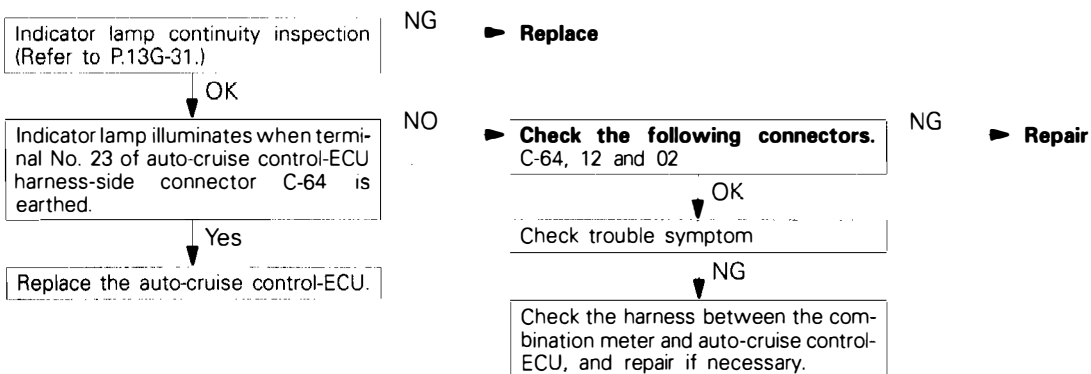 Indicator lamp continuity inspection
(Refer to P.13G-31.)
NG
Replace
OK
Indicator lamp illuminates when termi-
nal No. 23 of auto-cruise control-ECU
harness-side connector C-64 is
earthed.
NO
Check the following connectors.
C-64, 12 and 02
NG
Repair
OK
Check trouble symptom
NG
Check the harness between the com-
bination meter and auto-cruise control-
ECU, and repair if necessary.
Yes
Replace the auto-cruise control-ECU.